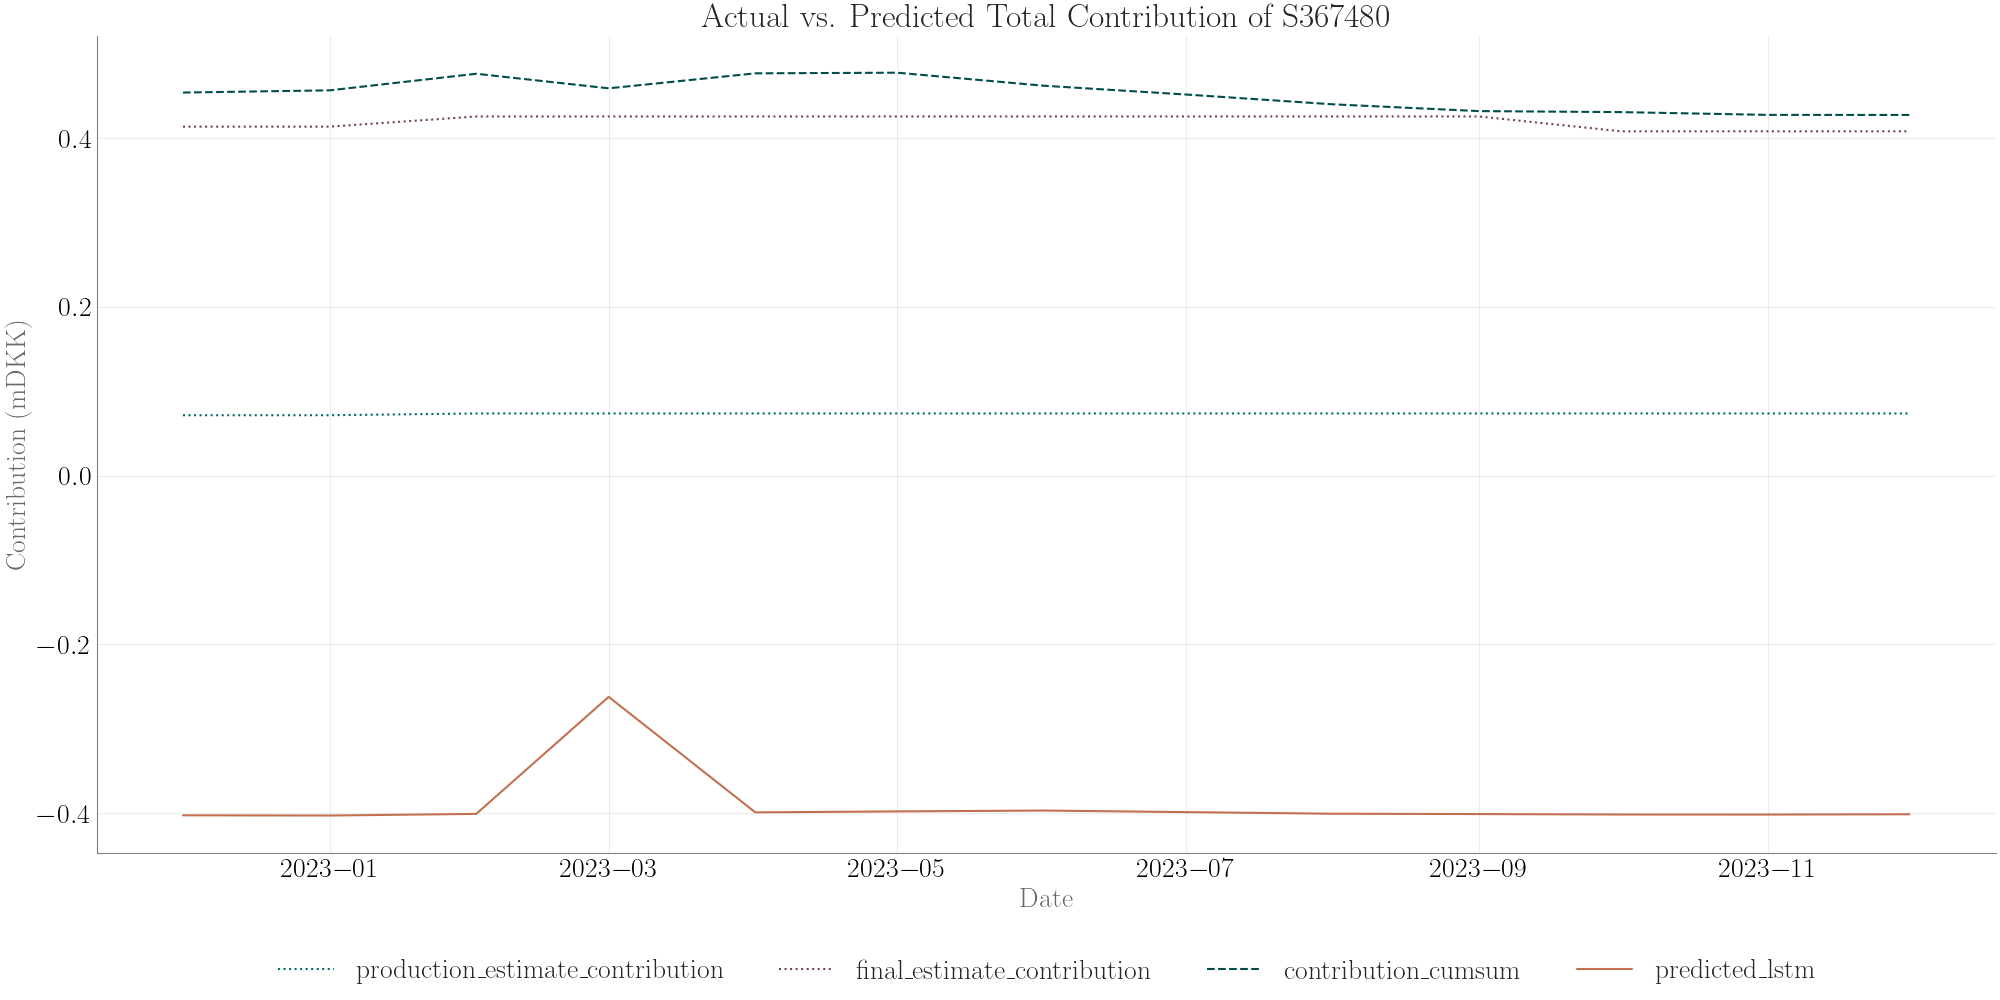 Actual vs. Predicted Total Contribution of S367480
Contribution (mDKK)
0.4
0.2
0.0
−0.2
−0.4
2023−01 2023−03 2023−05 2023−07 2023−09 2023−11
Date
production_estimate_contribution final_estimate_contribution contribution_cumsum predicted_lstm